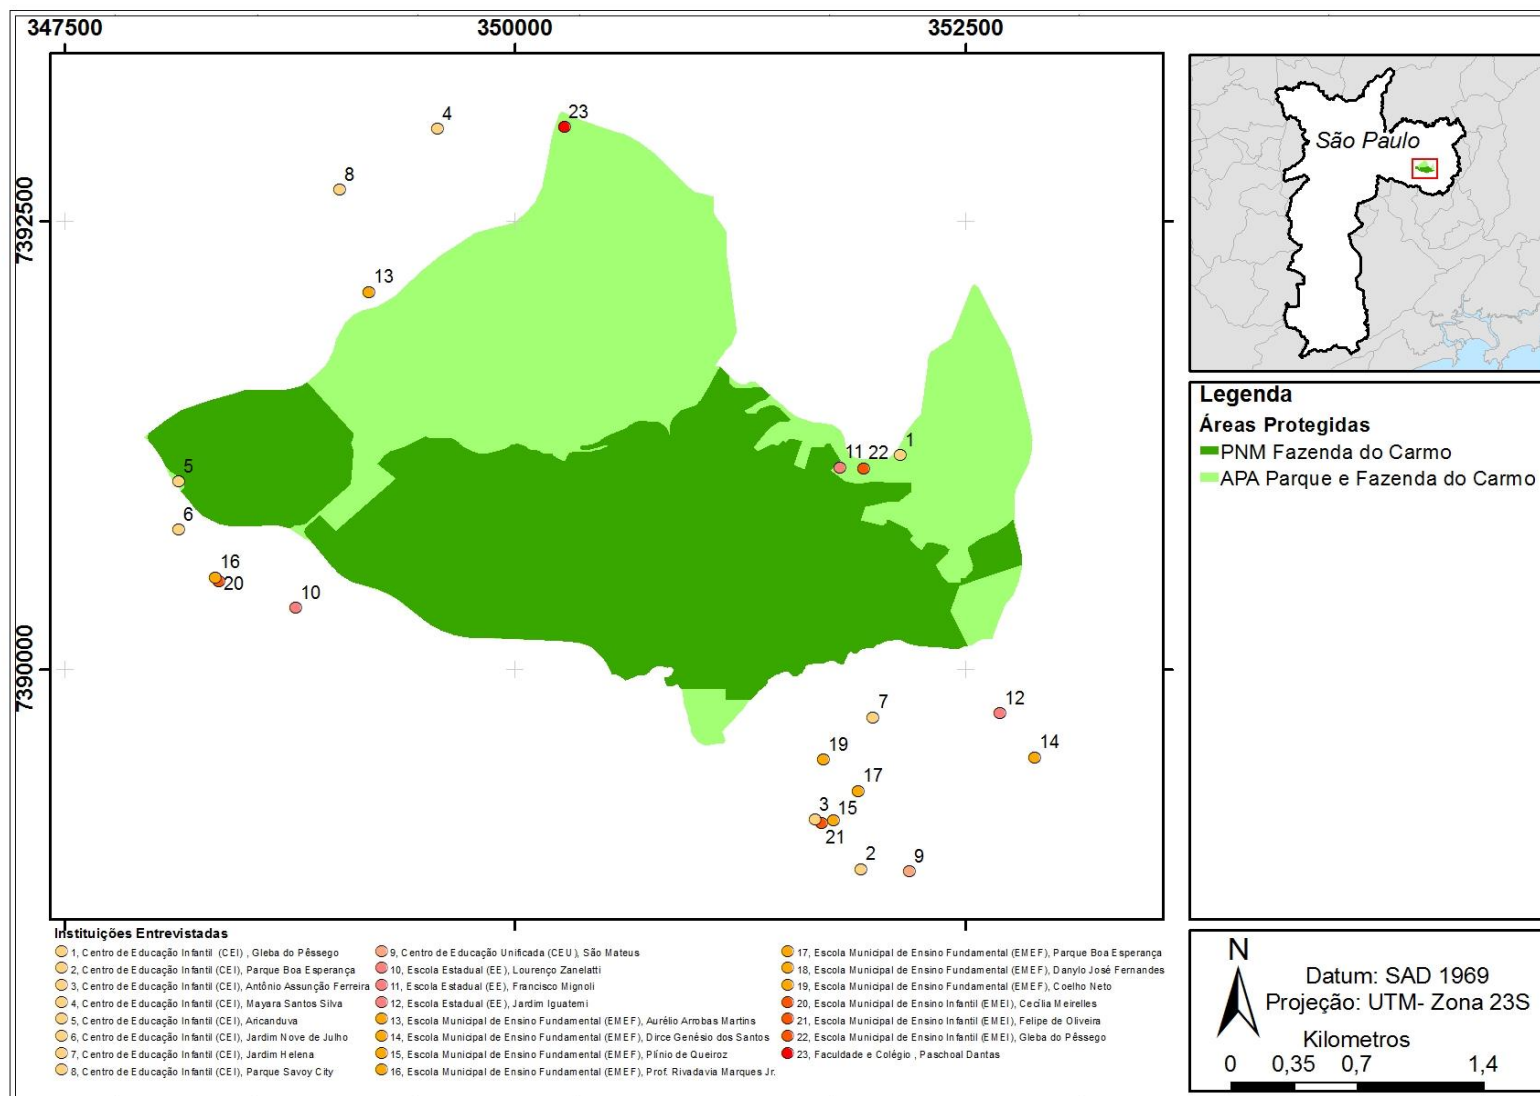 347500 350000 352500
7392500
7390000
4
23
8
13
5
6
16
20
10
11 22 1
7
12
19
14
17
3
15
21
2
9
São Paulo
Legenda
Áreas Protegidas
PNM Fazenda do Carmo
APA Parque e Fazenda do Carmo
Instituições Entrevistadas
1, Centro de Educação Infantil (CEI) , Gleba do Pêssego
2, Centro de Educação Infantil (CEI), Parque Boa Esperança
3, Centro de Educação Infantil (CEI), Antônio Assunção Ferreira
4, Centro de Educação Infantil (CEI), Mayara Santos Silva
5, Centro de Educação Infantil (CEI), Aricanduva
6, Centro de Educação Infantil (CEI), Jardim Nove de Julho
7, Centro de Educação Infantil (CEI), Jardim Helena
8, Centro de Educação Infantil (CEI), Parque Savoy City
9, Centro de Educação Unificada (CEU), São Mateus
10, Escola Estadual (EE), Lourenço Zanelatti
11, Escola Estadual (EE), Francisco Mignoli
12, Escola Estadual (EE), Jardim Iguatemi
13, Escola Municipal de Ensino Fundamental (EMEF), Aurélio Arrobas Martins
14, Escola Municipal de Ensino Fundamental (EMEF), Dirce Genésio dos Santos
15, Escola Municipal de Ensino Fundamental (EMEF), Plínio de Queiroz
16, Escola Municipal de Ensino Fundamental (EMEF), Prof. Rivadavia Marques Jr.
17, Escola Municipal de Ensino Fundamental (EMEF), Parque Boa Esperança
18, Escola Municipal de Ensino Fundamental (EMEF), Danylo José Fernandes
19, Escola Municipal de Ensino Fundamental (EMEF), Coelho Neto
20, Escola Municipal de Ensino Infantil (EMEI), Cecília Meirelles
21, Escola Municipal de Ensino Infantil (EMEI), Felipe de Oliveira
22, Escola Municipal de Ensino Infantil (EMEI), Gleba do Pêssego
23, Faculdade e Colégio , Paschoal Dantas
N
Datum: SAD 1969
Projeção: UTM- Zona 23S
Kilometros
0 0,35 0,7 1,4